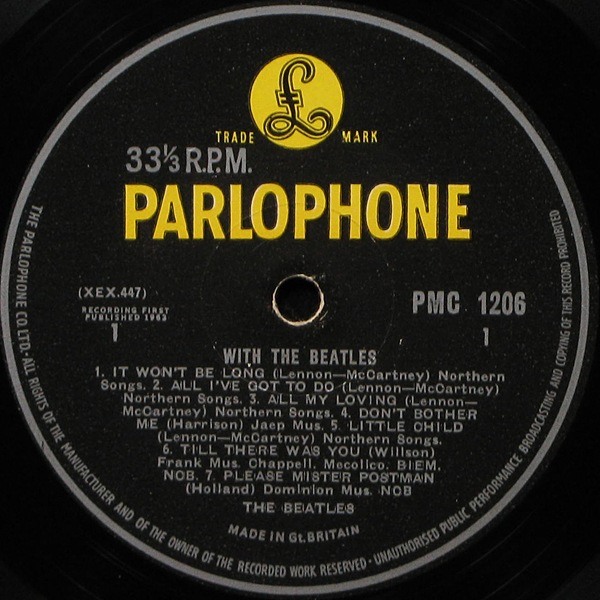 £
TRADE MARK
33⅓ R.P.M.
PARLOPHONE
(XEX.447)
RECORDING FIRST
PUBLISHED 1963
1
PMC 1206
1
WITH THE BEATLES
1. IT WON'T BE LONG (Lennon—McCartney) Northern
Songs. 2. ALL I'VE GOT TO DO (Lennon—McCartney)
Northern Songs. 3. ALL MY LOVING (Lennon—
McCartney) Northern Songs. 4. DON'T BOTHER
ME (Harrison) Jaep Mus. 5. LITTLE CHILD
(Lennon—McCartney) Northern Songs.
6. TILL THERE WAS YOU (Willson)
Frank Mus. Chappell. Mecolico. BIEM.
NCB. 7. PLEASE MISTER POSTMAN
(Holland) Dominion Mus. NCB
THE BEATLES
MADE IN Gt. BRITAIN
THE PARLOPHONE CO. LTD.· ALL RIGHTS OF THE MANUFACTURER AND OF THE OWNER OF THE RECORDED WORK RESERVED · UNAUTHORISED PUBLIC PERFORMANCE BROADCASTING AND COPYING OF THIS RECORD PROHIBITED